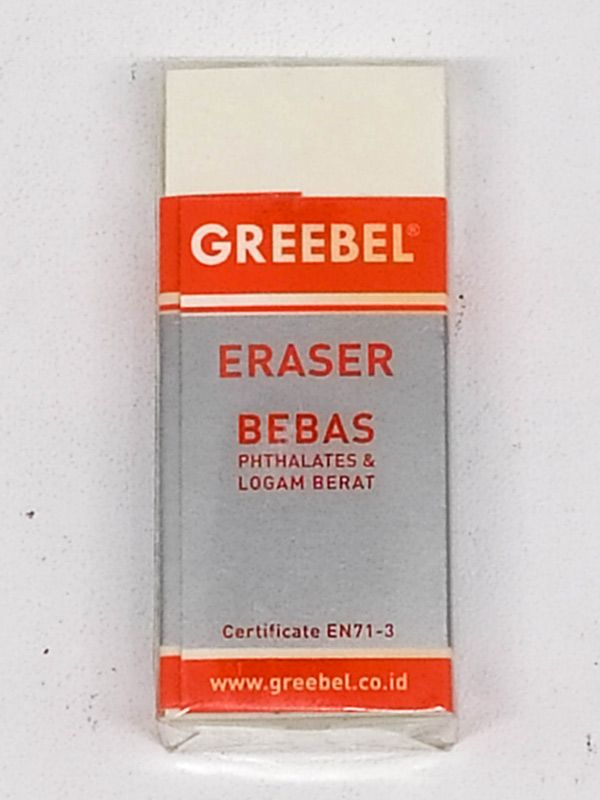 GREEBEL®
ERASER
BEBAS
PHTHALATES &
LOGAM BERAT
Certificate EN71-3
www.greebel.co.id